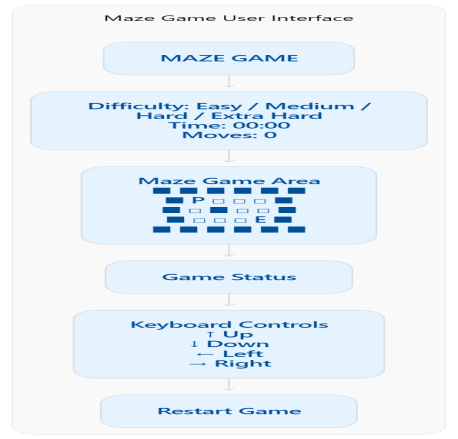 Maze Game User Interface
MAZE GAME
Difficulty: Easy / Medium /
Hard / Extra Hard
Time: 00:00
Moves: 0
Maze Game Area
■ ■ ■ ■ ■ ■
■ P □ □ □ ■
■ □ ■ □ □ ■
■ □ □ □ E ■
■ ■ ■ ■ ■ ■
Game Status
Keyboard Controls
↑ Up
↓ Down
← Left
→ Right
Restart Game